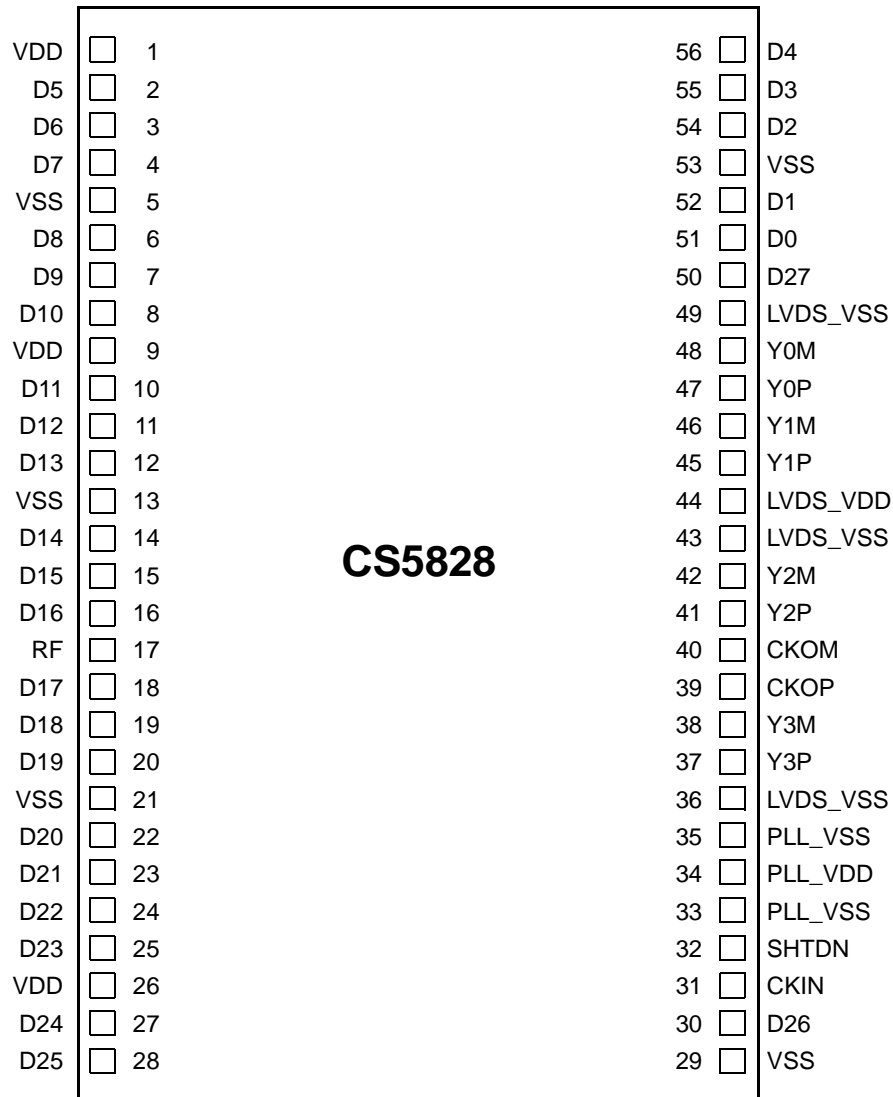 VDD 1 56 D4
D5 2 55 D3
D6 3 54 D2
D7 4 53 VSS
VSS 5 52 D1
D8 6 51 D0
D9 7 50 D27
D10 8 49 LVDS_VSS
VDD 9 48 Y0M
D11 10 47 Y0P
D12 11 46 Y1M
D13 12 45 Y1P
VSS 13 44 LVDS_VDD
D14 14 43 LVDS_VSS
CS5828
D15 15 42 Y2M
D16 16 41 Y2P
RF 17 40 CKOM
D17 18 39 CKOP
D18 19 38 Y3M
D19 20 37 Y3P
VSS 21 36 LVDS_VSS
D20 22 35 PLL_VSS
D21 23 34 PLL_VDD
D22 24 33 PLL_VSS
D23 25 32 SHTDN
VDD 26 31 CKIN
D24 27 30 D26
D25 28 29 VSS